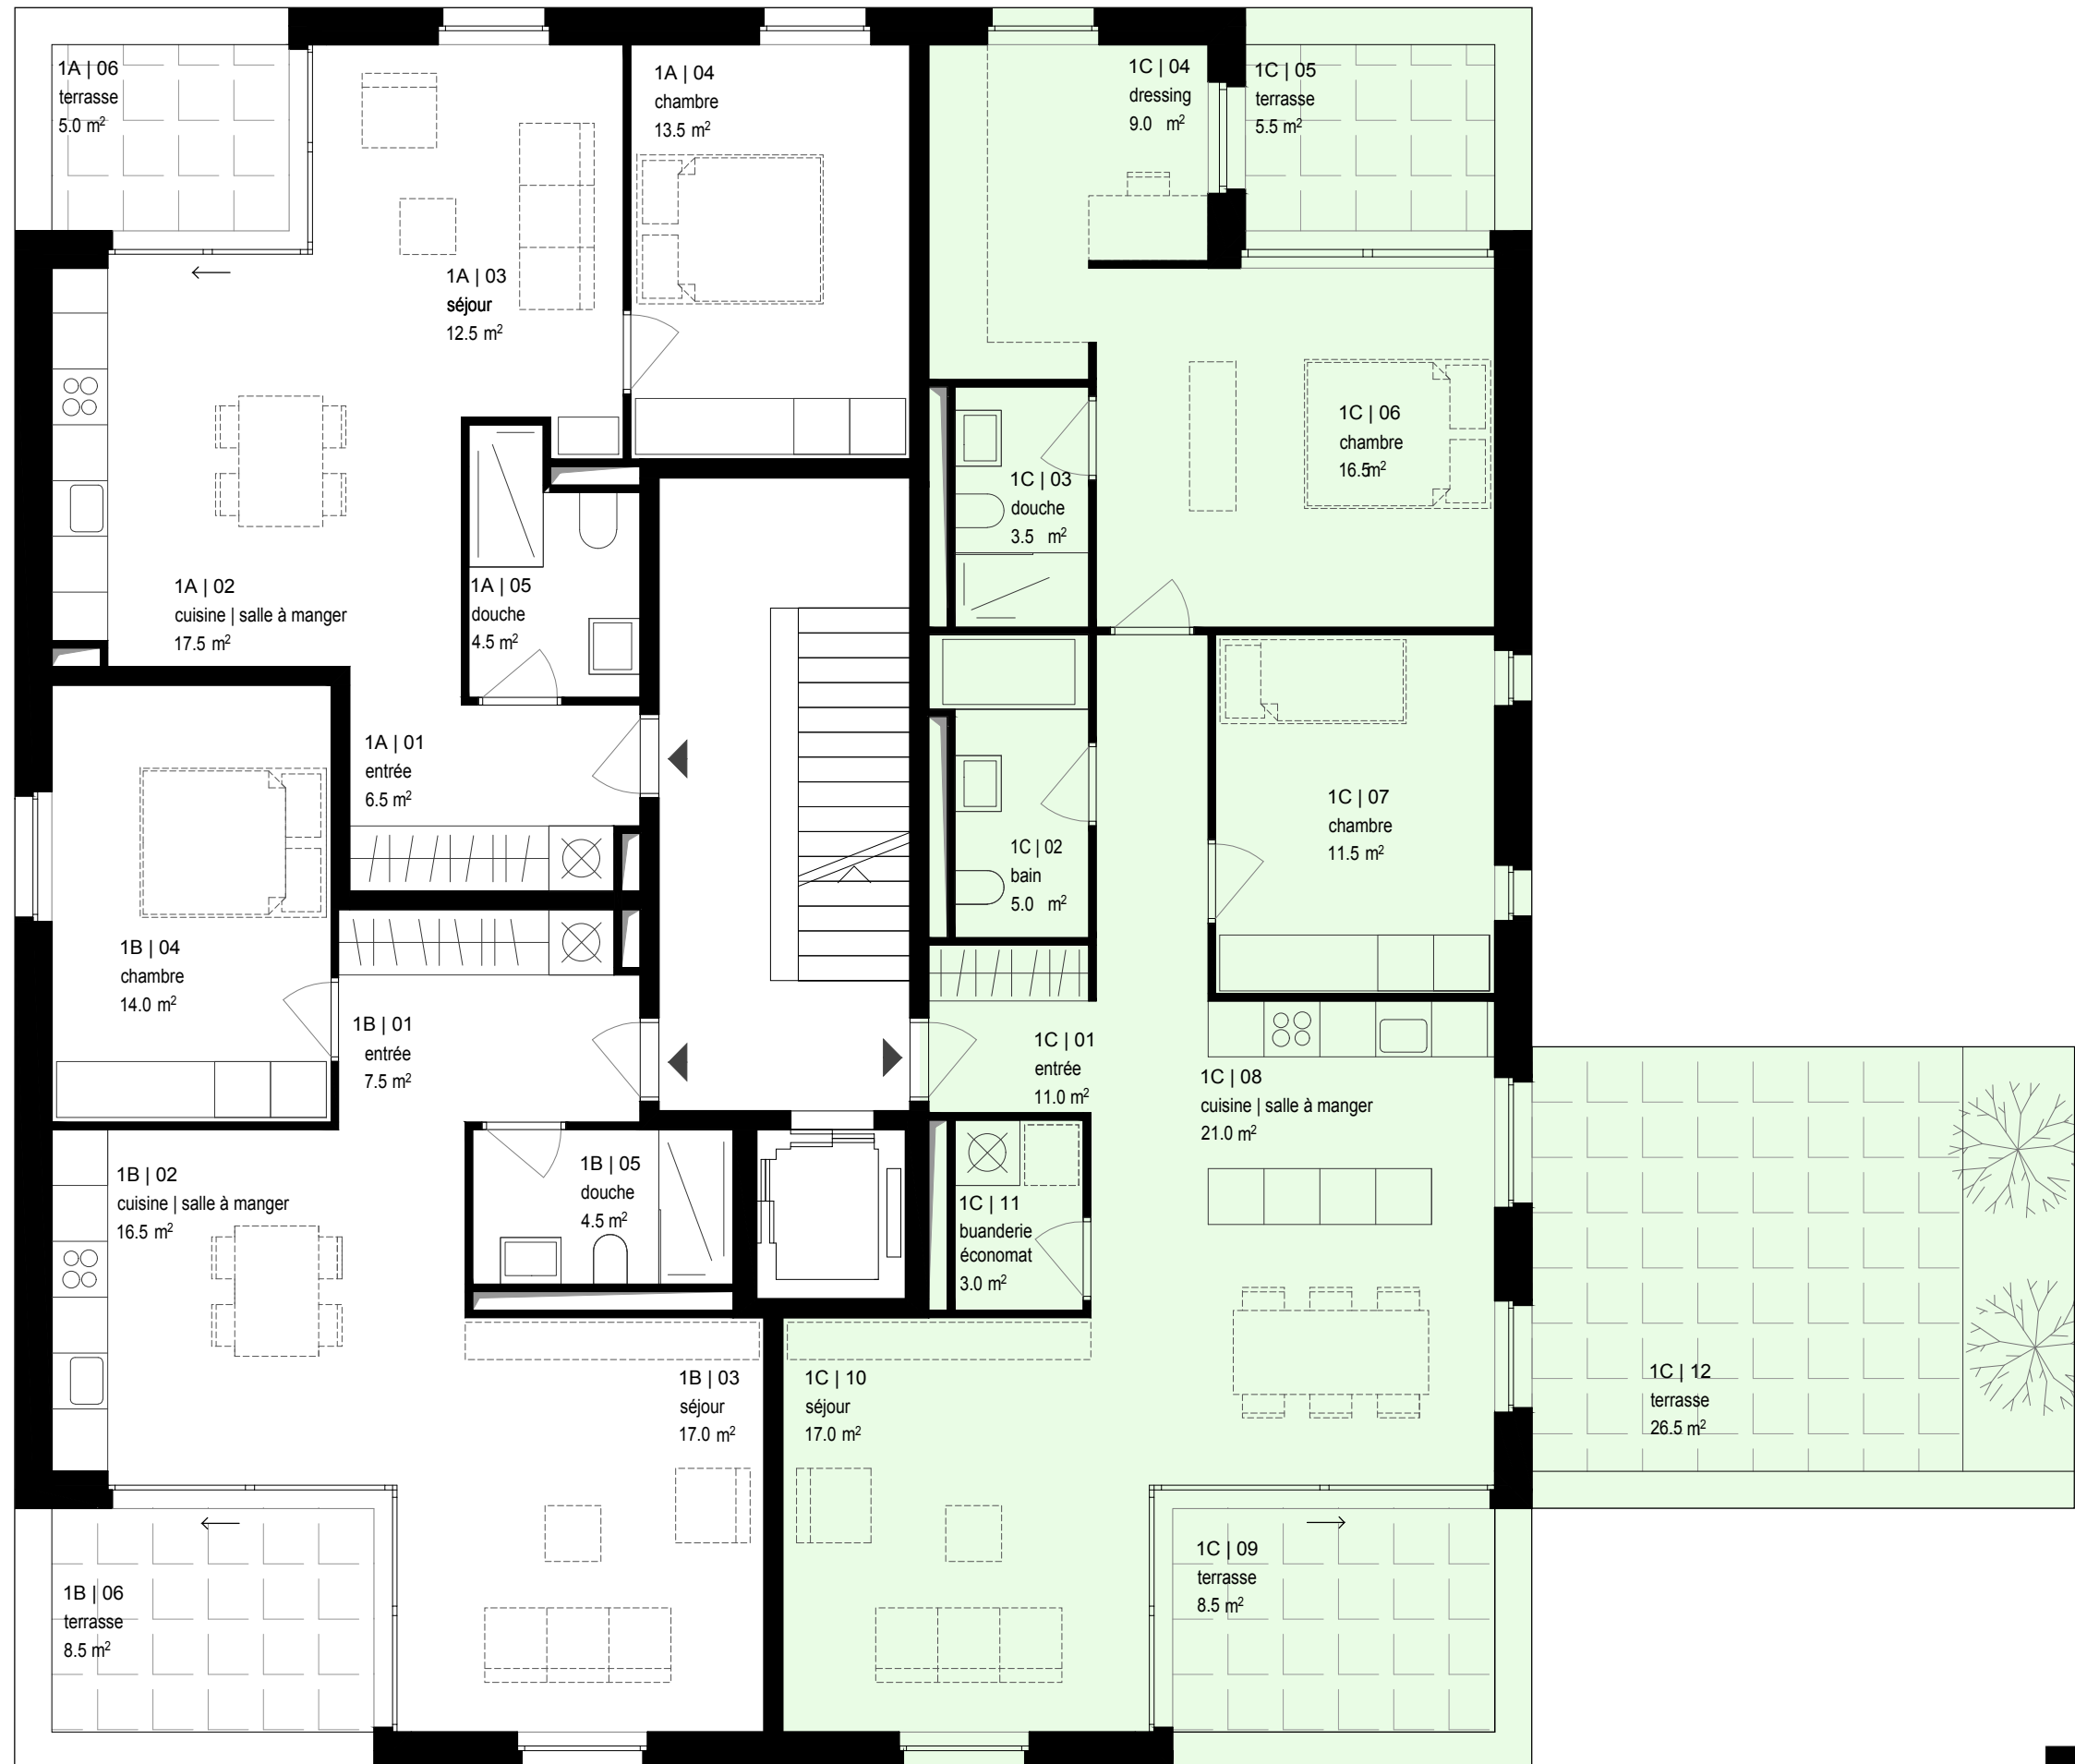 1A | 06
terrasse
5.0 m²
1A | 04
chambre
13.5 m²
1C | 04
dressing
9.0 m²
1C | 05
terrasse
5.5 m²
1A | 03
séjour
12.5 m²
1C | 06
chambre
16.5m²
1C | 03
douche
3.5 m²
1A | 02
cuisine | salle à manger
17.5 m²
1A | 05
douche
4.5 m²
1A | 01
entrée
6.5 m²
1C | 07
chambre
11.5 m²
1C | 02
bain
5.0 m²
1B | 04
chambre
14.0 m²
1B | 01
entrée
7.5 m²
1C | 01
entrée
11.0 m²
1C | 08
cuisine | salle à manger
21.0 m²
1B | 02
cuisine | salle à manger
16.5 m²
1B | 05
douche
4.5 m²
1C | 11
buanderie
économat
3.0 m²
1B | 03
séjour
17.0 m²
1C | 10
séjour
17.0 m²
1C | 12
terrasse
26.5 m²
1C | 09
terrasse
8.5 m²
1B | 06
terrasse
8.5 m²